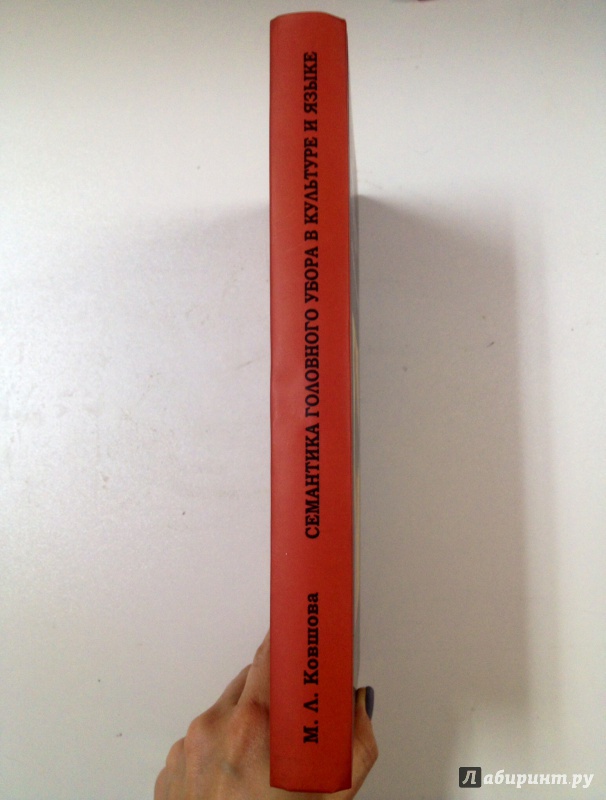 М. Л. Ковшова СЕМАНТИКА ГОЛОВНОГО УБОРА В КУЛЬТУРЕ И ЯЗЫКЕ
Лабиринт.ру